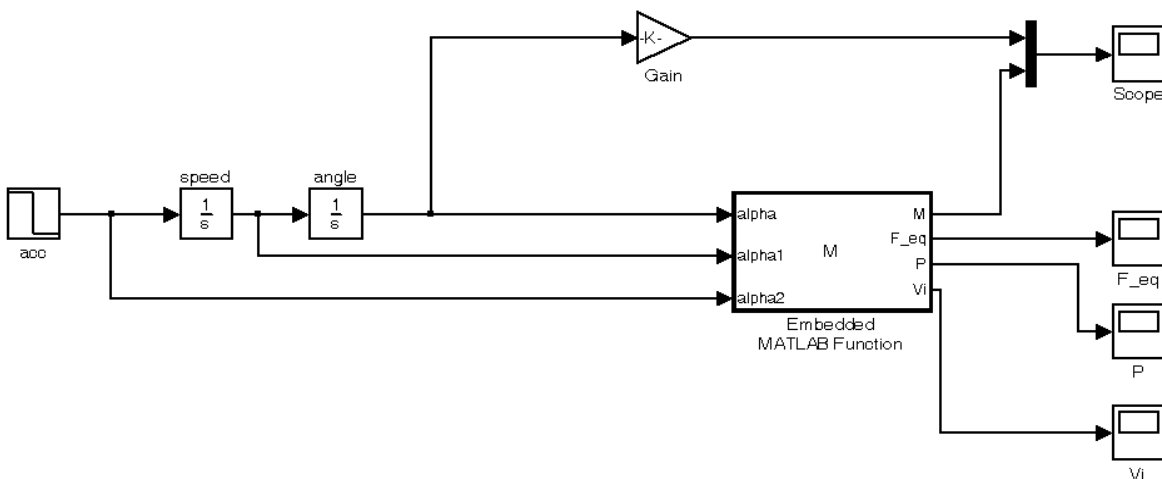 -K-
Gain
Scope
speed
angle
1
s
1
s
acc
alpha
alpha1
alpha2
M
M
F_eq
P
Vi
Embedded
MATLAB Function
F_eq
P
Vi